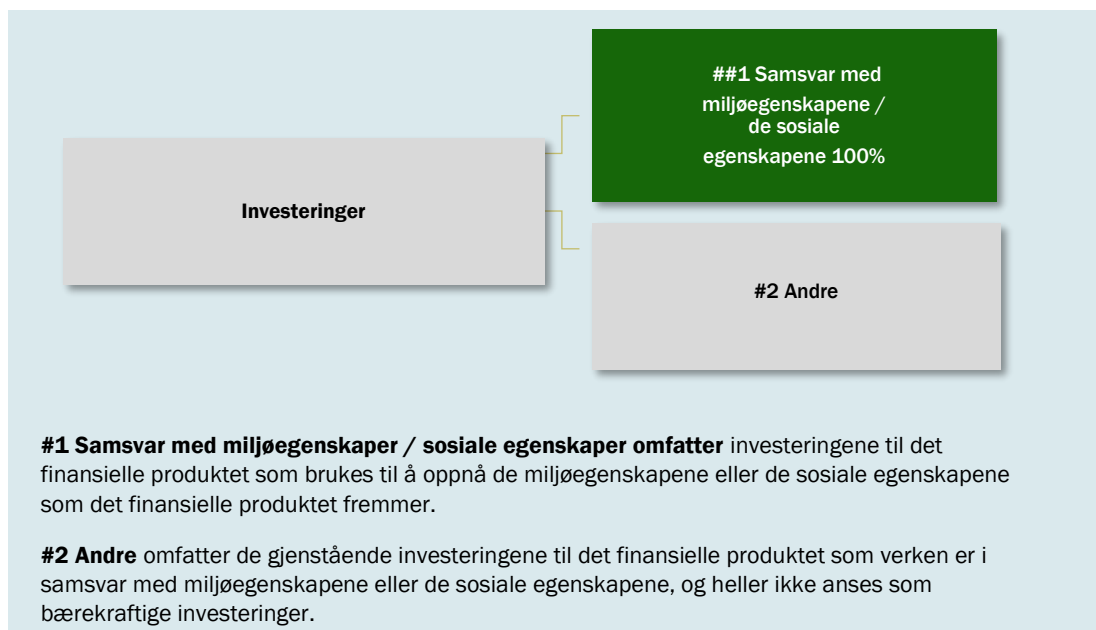 ##1 Samsvar med
miljøegenskapene /
de sosiale
egenskapene 100%
Investeringer
#2 Andre
#1 Samsvar med miljøegenskaper / sosiale egenskaper omfatter investeringene til det
finansielle produktet som brukes til å oppnå de miljøegenskapene eller de sosiale egenskapene
som det finansielle produktet fremmer.
#2 Andre omfatter de gjenstående investeringene til det finansielle produktet som verken er i
samsvar med miljøegenskapene eller de sosiale egenskapene, og heller ikke anses som
bærekraftige investeringer.